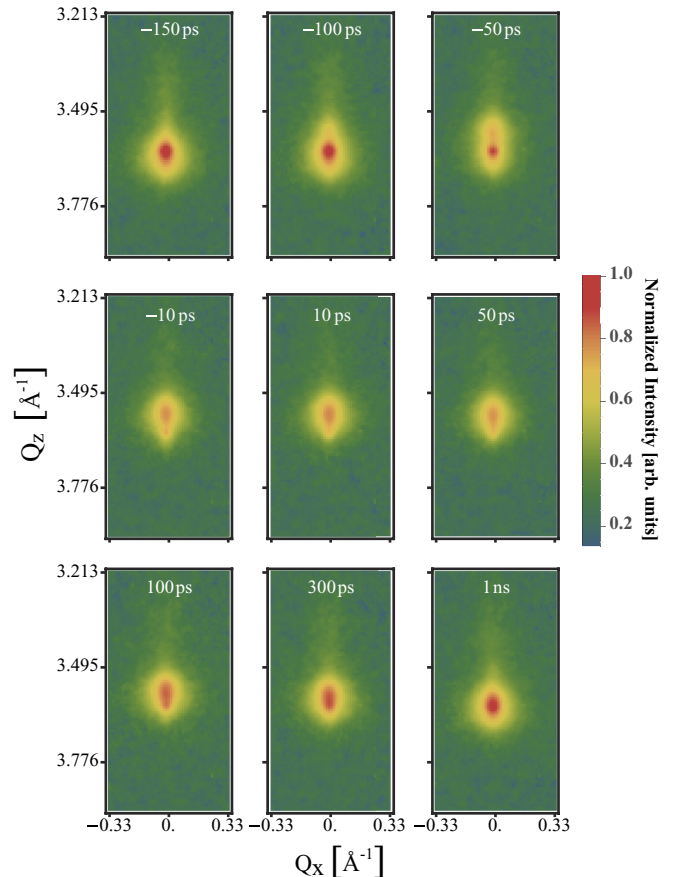 3.213
−150 ps
−100 ps
−50 ps
3.495
3.776
3.213
−10 ps
10 ps
50 ps
3.495
3.776
Qz [Å-1]
1.0
0.8
0.6
0.4
0.2
Normalized Intensity [arb. units]
3.213
100 ps
300 ps
1 ns
3.495
3.776
−0.33 0. 0.33
−0.33 0. 0.33
−0.33 0. 0.33
Qx [Å-1]